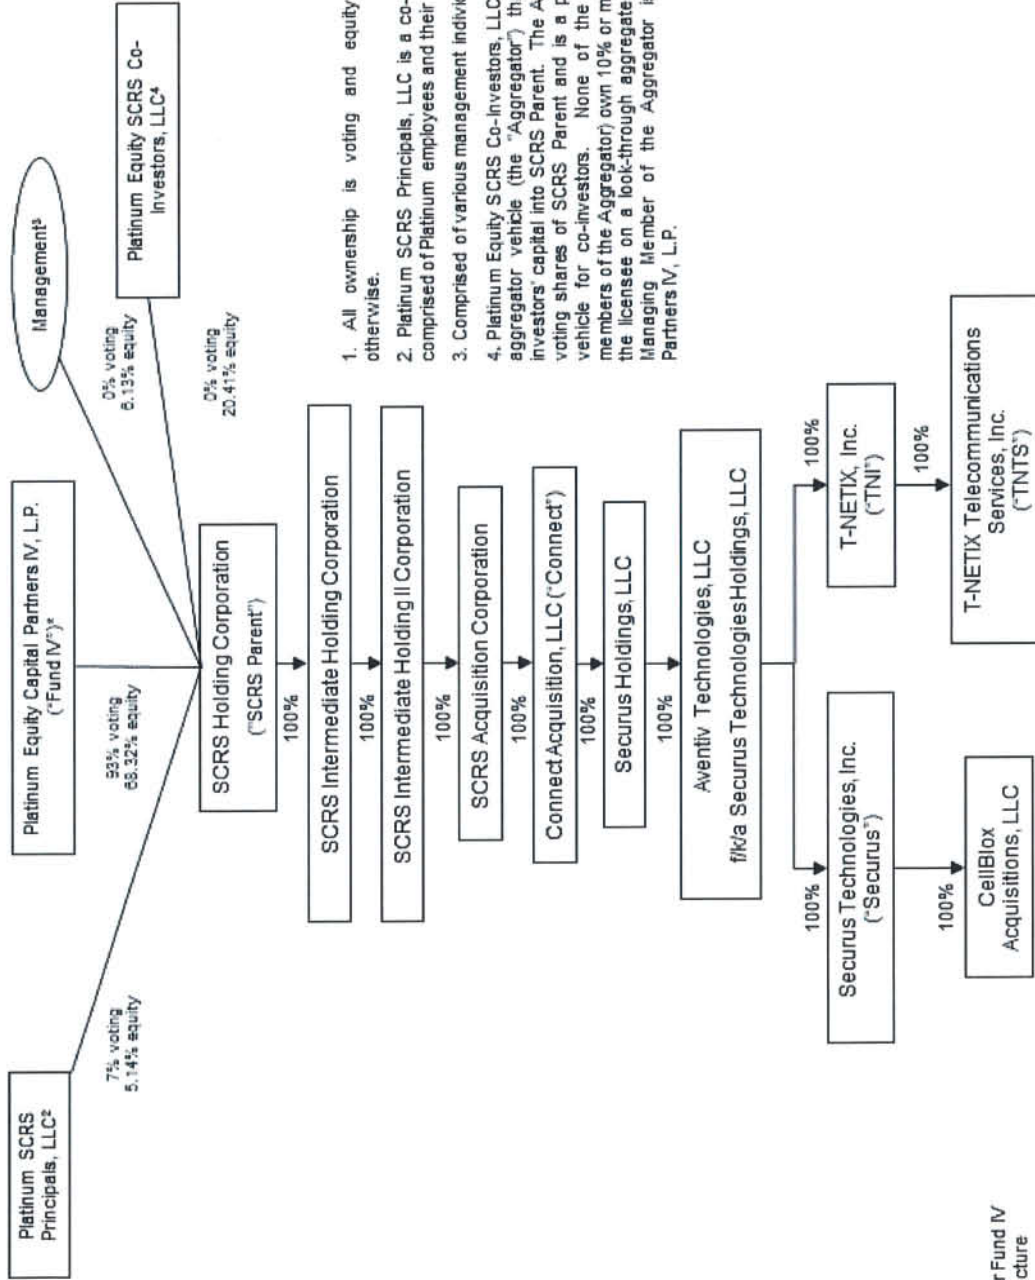 Platinum SCRS
Principals, LLC²
Platinum Equity Capital Partners IV, L.P.
("Fund IV")ª
Management³
Platinum Equity SCRS Co-
Investors, LLC⁴
7% voting
5.14% equity
93% voting
68.32% equity
0% voting
6.13% equity
0% voting
20.41% equity
SCRS Holding Corporation
("SCRS Parent")
100%
SCRS Intermediate Holding Corporation
100%
SCRS Intermediate Holding II Corporation
100%
SCRS Acquisition Corporation
100%
Connect Acquisition, LLC ("Connect")
100%
Securus Holdings, LLC
100%
Aventiv Technologies, LLC
f/k/a Securus Technologies Holdings, LLC
100%
100%
Securus Technologies, Inc.
("Securus")
T-NETIX, Inc.
("TNI")
100%
100%
CellBlox
Acquisitions, LLC
T-NETIX Telecommunications
Services, Inc.
("TNTS")
1. All ownership is voting and equity
otherwise.
2. Platinum SCRS Principals, LLC is a co-
comprised of Platinum employees and their
3. Comprised of various management individ
4. Platinum Equity SCRS Co-Investors, LLC
aggregator vehicle (the "Aggregator") th
investors' capital into SCRS Parent. The A
voting shares of SCRS Parent and is a p
vehicle for co-investors. None of the
members of the Aggregator) own 10% or m
the licensee on a look-through aggregate
Managing Member of the Aggregator is
Partners IV, L.P.
r Fund IV
cture